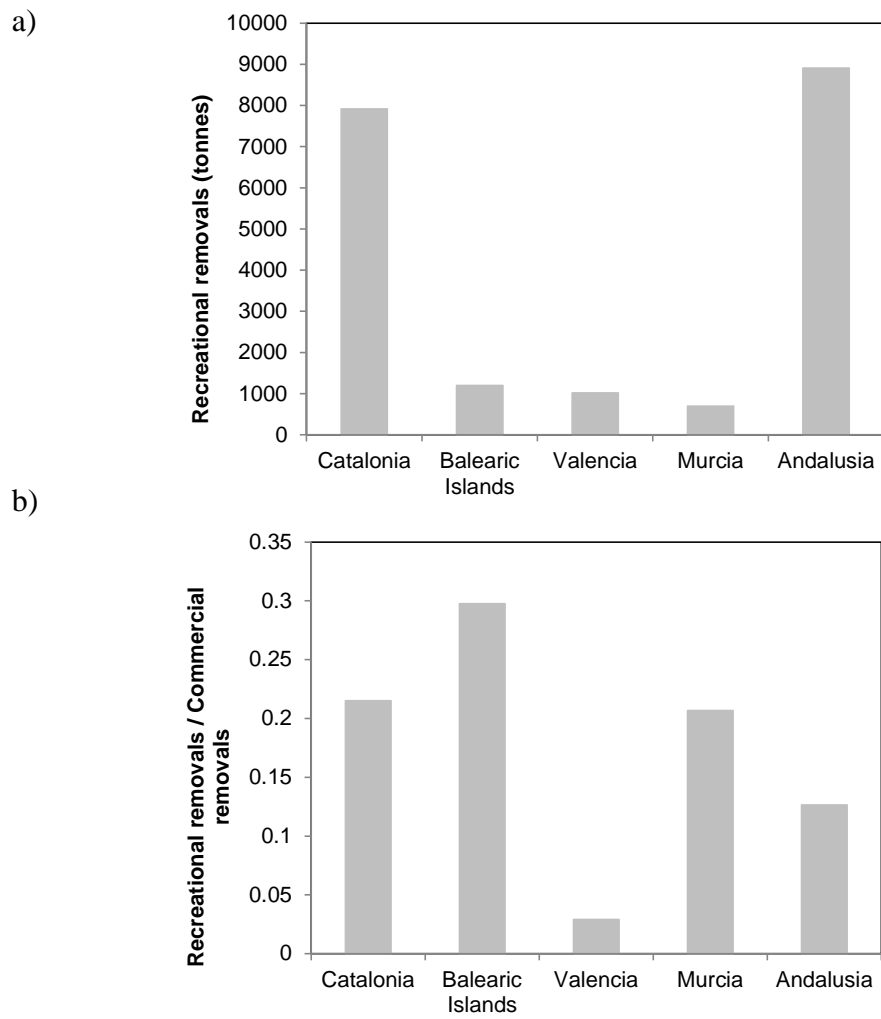 a)
Recreational removals (tonnes)
10000
9000
8000
7000
6000
5000
4000
3000
2000
1000
0
Catalonia
Balearic
Islands
Valencia
Murcia
Andalusia
b)
Recreational removals / Commercial
removals
0.35
0.3
0.25
0.2
0.15
0.1
0.05
0
Catalonia
Balearic
Islands
Valencia
Murcia
Andalusia